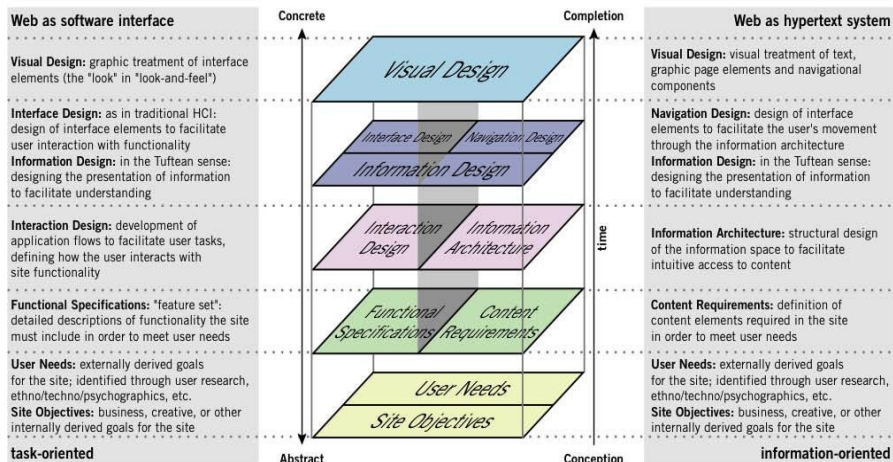 Web as software interface
Visual Design: graphic treatment of interface
elements (the "look" in "look-and-feel")
Interface Design: as in traditional HCI:
design of interface elements to facilitate
user interaction with functionality
Information Design: in the Tuftean sense:
designing the presentation of information
to facilitate understanding
Interaction Design: development of
application flows to facilitate user tasks,
defining how the user interacts with
site functionality
Functional Specifications: "feature set":
detailed descriptions of functionality the site
must include in order to meet user needs
User Needs: externally derived goals
for the site; identified through user research,
ethno/techno/psychographics, etc.
Site Objectives: business, creative, or other
internally derived goals for the site
task-oriented
Concrete
Completion
Visual Design
Interface Design
Navigation Design
Information Design
Interaction
Design
Information
Architecture
Functional
Specifications
Content
Requirements
User Needs
Site Objectives
time
Abstract
Conception
Web as hypertext system
Visual Design: visual treatment of text,
graphic page elements and navigational
components
Navigation Design: design of interface
elements to facilitate the user's movement
through the information architecture
Information Design: in the Tuftean sense:
designing the presentation of information
to facilitate understanding
Information Architecture: structural design
of the information space to facilitate
intuitive access to content
Content Requirements: definition of
content elements required in the site
in order to meet user needs
User Needs: externally derived goals
for the site; identified through user research,
ethno/techno/psychographics, etc.
Site Objectives: business, creative, or other
internally derived goals for the site
information-oriented